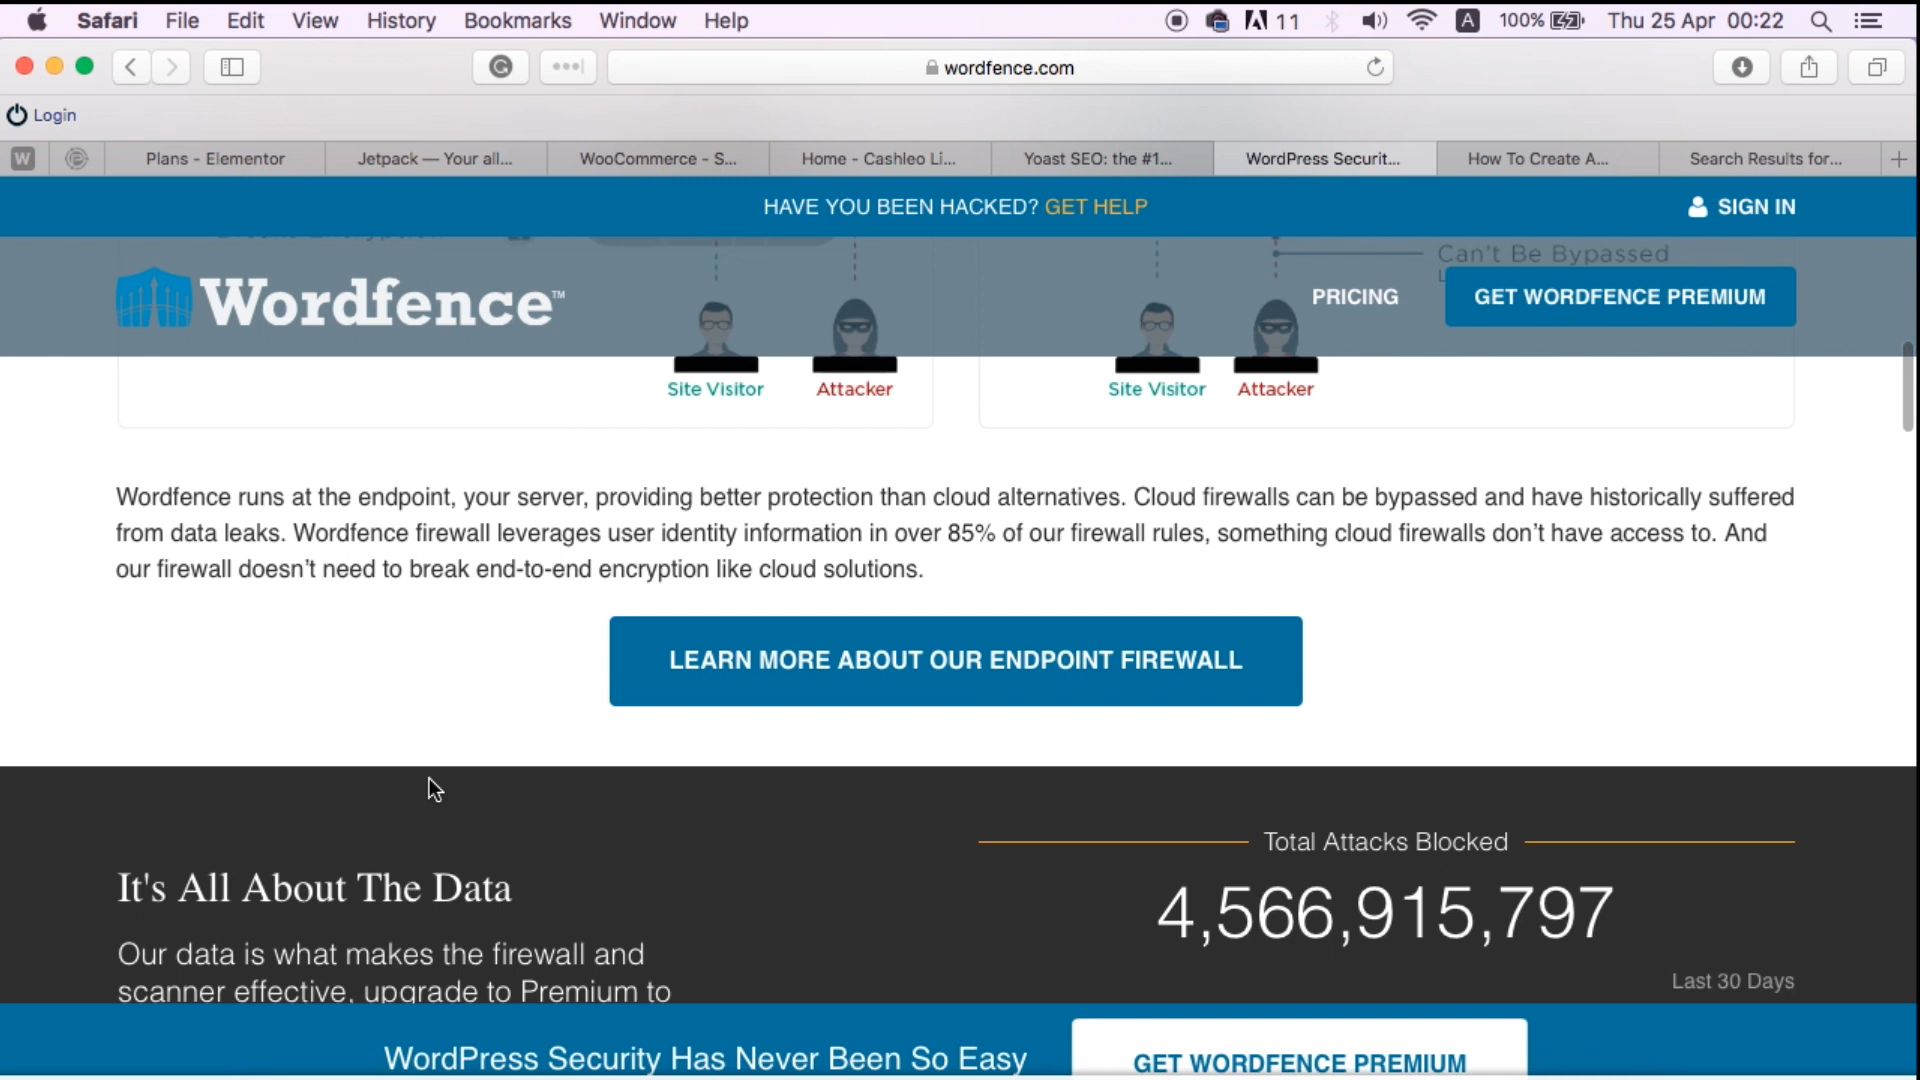 Safari File Edit View History Bookmarks Window Help 11 A 100% Thu 25 Apr 00:22
wordfence.com
Login
W Plans - Elementor Jetpack — Your all... WooCommerce - S... Home - Cashleo Li... Yoast SEO: the #1... WordPress Securit... How To Create A... Search Results for...
HAVE YOU BEEN HACKED? GET HELP SIGN IN
Can't Be Bypassed
Wordfence™ PRICING GET WORDFENCE PREMIUM
Site Visitor Attacker Site Visitor Attacker
Wordfence runs at the endpoint, your server, providing better protection than cloud alternatives. Cloud firewalls can be bypassed and have historically suffered
from data leaks. Wordfence firewall leverages user identity information in over 85% of our firewall rules, something cloud firewalls don't have access to. And
our firewall doesn't need to break end-to-end encryption like cloud solutions.
LEARN MORE ABOUT OUR ENDPOINT FIREWALL
Total Attacks Blocked
It's All About The Data
4,566,915,797
Our data is what makes the firewall and
scanner effective, upgrade to Premium to
Last 30 Days
WordPress Security Has Never Been So Easy GET WORDFENCE PREMIUM